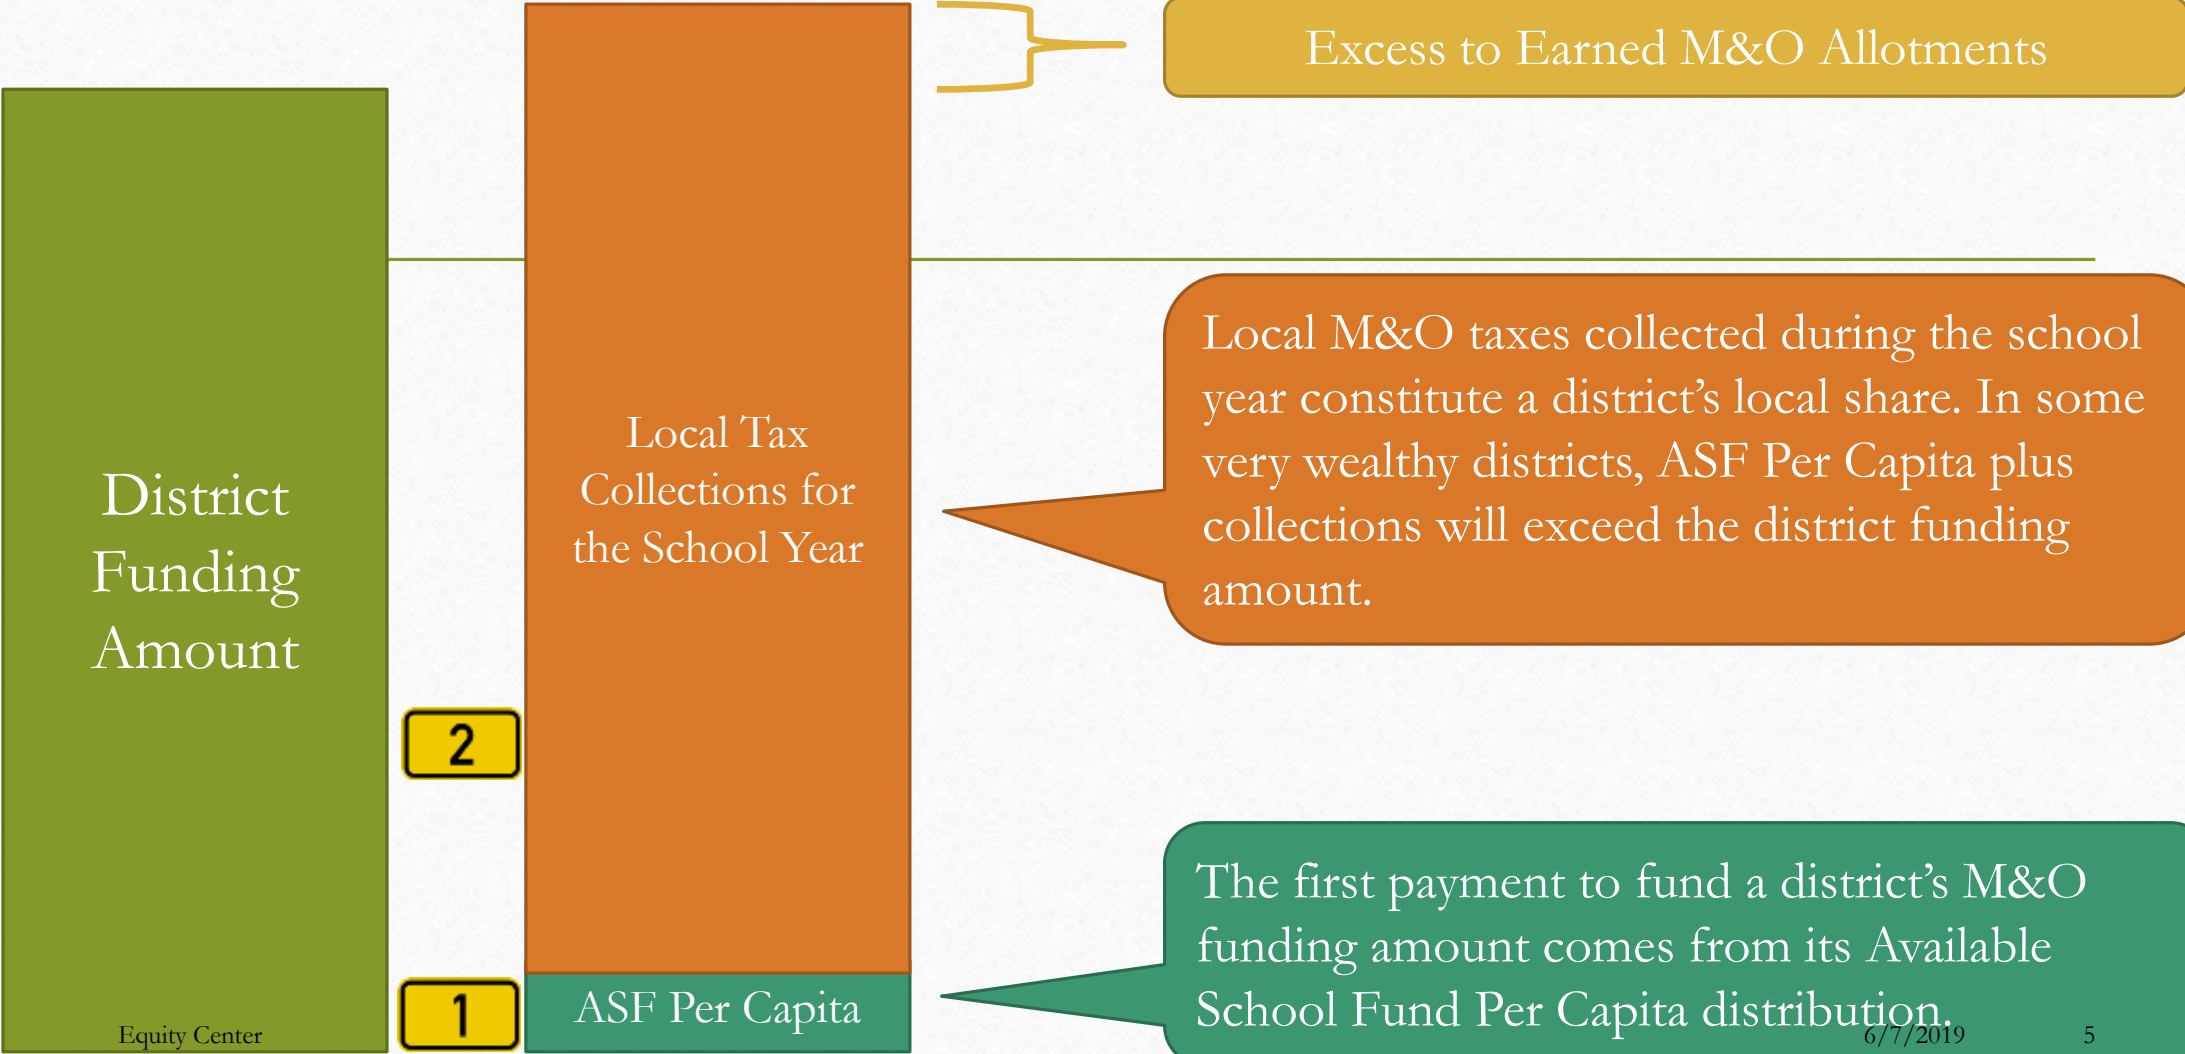 Excess to Earned M&O Allotments
District
Funding
Amount
Local Tax
Collections for
the School Year
Local M&O taxes collected during the school
year constitute a district’s local share. In some
very wealthy districts, ASF Per Capita plus
collections will exceed the district funding
amount.
2
1
ASF Per Capita
The first payment to fund a district’s M&O
funding amount comes from its Available
School Fund Per Capita distribution.
Equity Center
6/7/2019
5